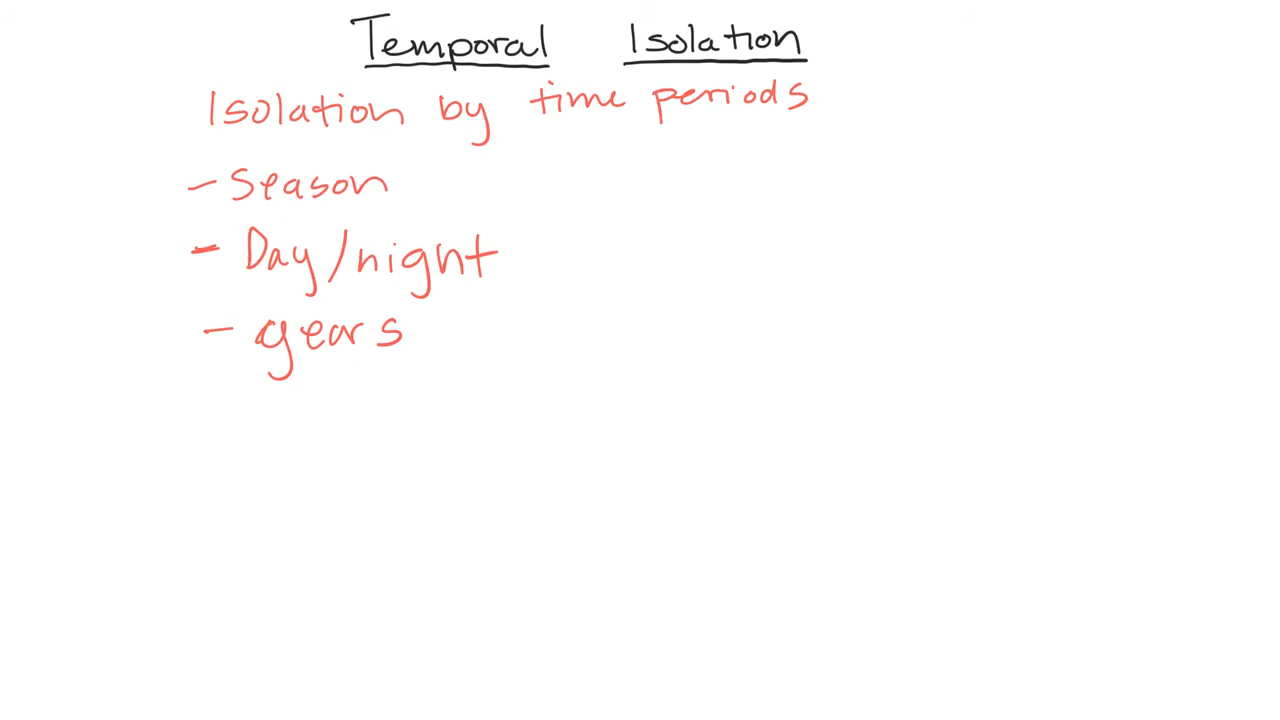 Temporal Isolation
Isolation by time periods
- Season
- Day/night
- years